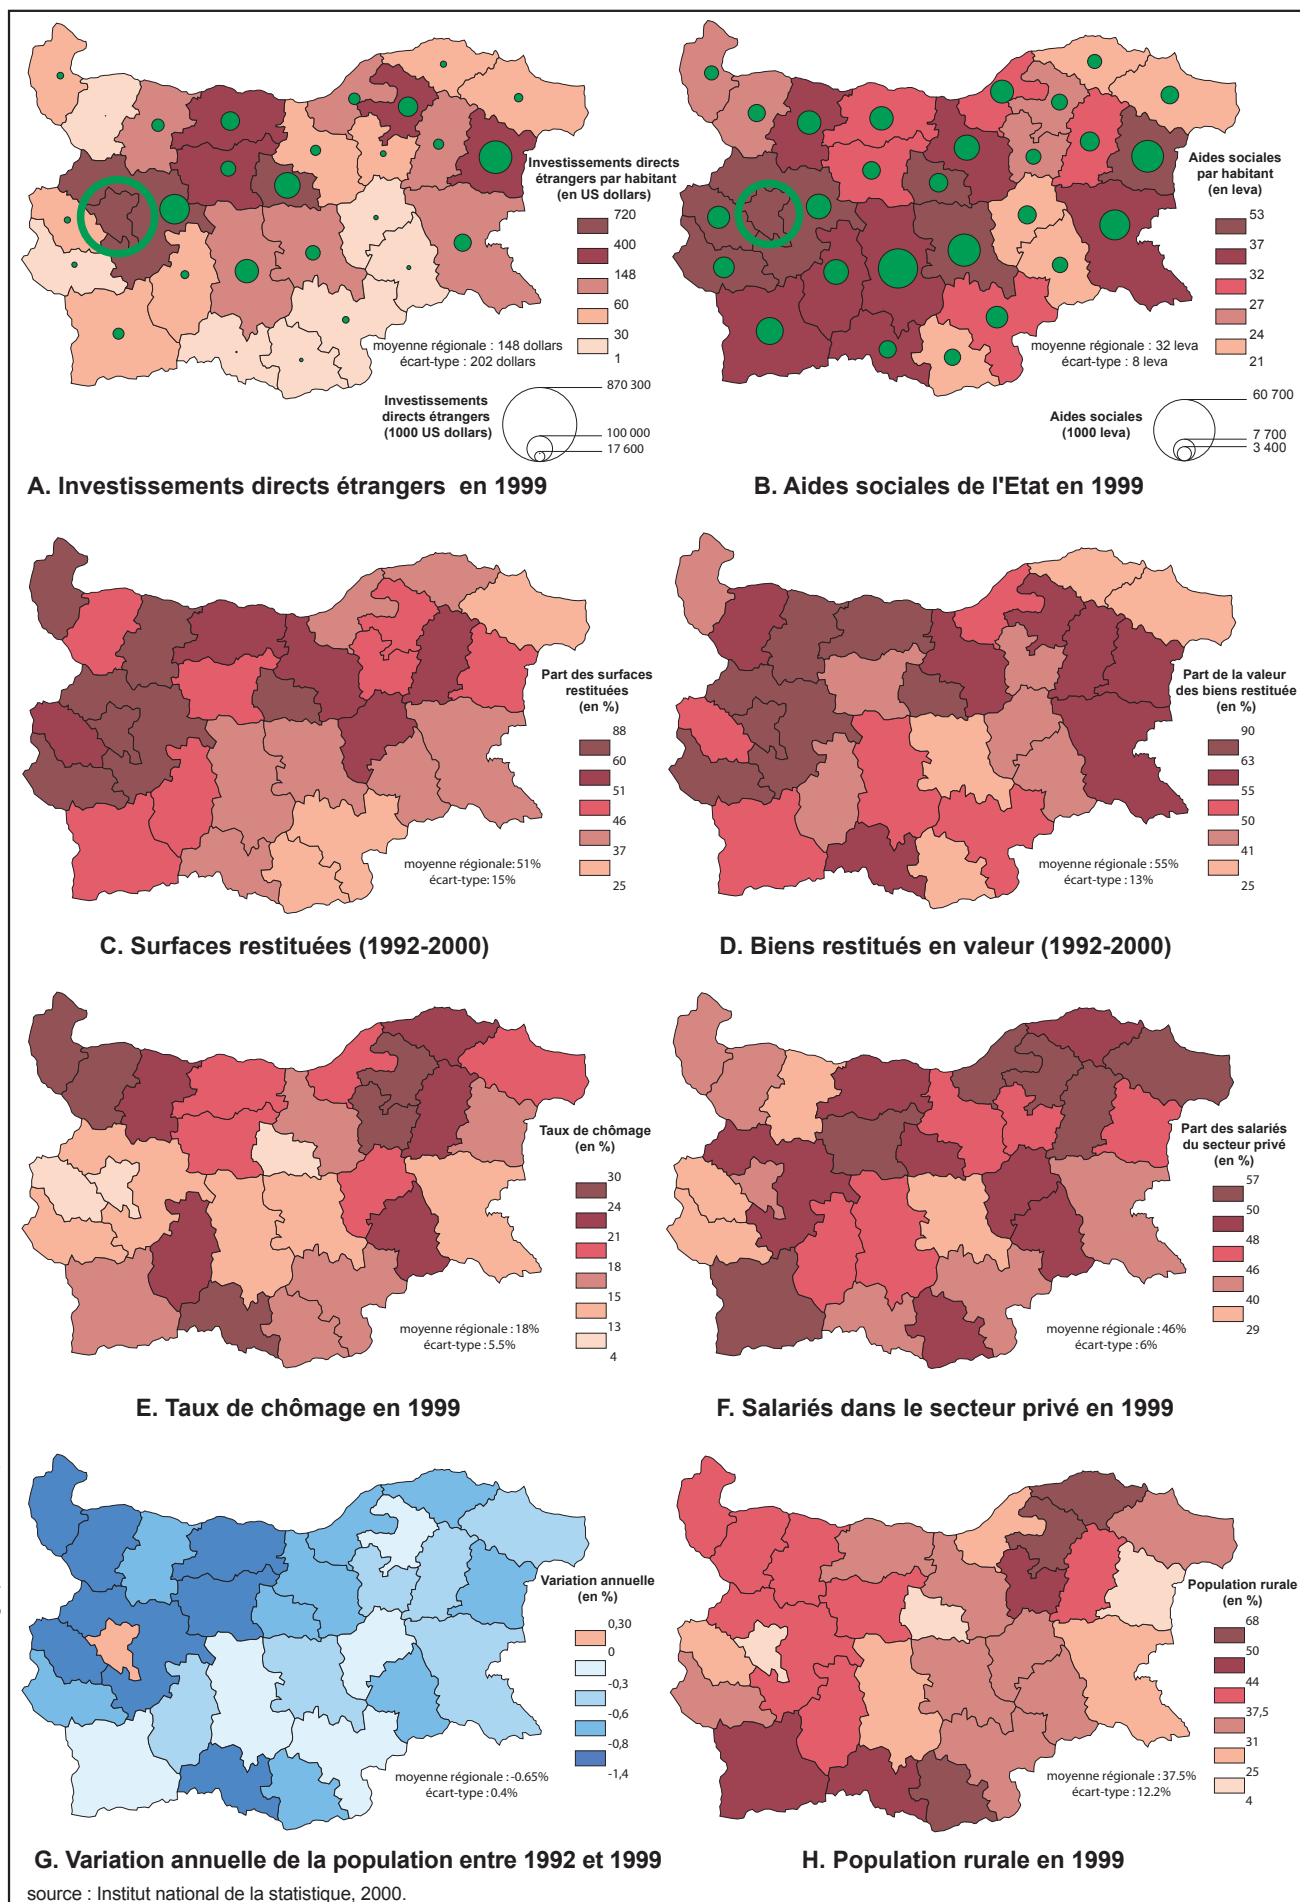 Investissements directs
étrangers par habitant
(en US dollars)
720
400
148
60
30
1
moyenne régionale : 148 dollars
écart-type : 202 dollars
Investissements
directs étrangers
(1000 US dollars)
870 300
100 000
17 600
A. Investissements directs étrangers en 1999
Aides sociales
par habitant
(en leva)
53
37
32
27
24
21
moyenne régionale : 32 leva
écart-type : 8 leva
Aides sociales
(1000 leva)
60 700
7 700
3 400
B. Aides sociales de l'Etat en 1999
Part des surfaces
restituées
(en %)
88
60
51
46
37
25
moyenne régionale: 51%
écart-type: 15%
C. Surfaces restituées (1992-2000)
Part de la valeur
des biens restituée
(en %)
90
63
55
50
41
25
moyenne régionale : 55%
écart-type : 13%
D. Biens restitués en valeur (1992-2000)
Taux de chômage
(en %)
30
24
21
18
15
13
4
moyenne régionale : 18%
écart-type : 5.5%
E. Taux de chômage en 1999
Part des salariés
du secteur privé
(en %)
57
50
48
46
40
29
moyenne régionale : 46%
écart-type : 6%
F. Salariés dans le secteur privé en 1999
Variation annuelle
(en %)
0,30
0
-0,3
-0,6
-0,8
-1,4
moyenne régionale : -0.65%
écart-type : 0.4%
G. Variation annuelle de la population entre 1992 et 1999
Population rurale
(en %)
68
50
44
37,5
31
25
4
moyenne régionale : 37.5%
écart-type : 12.2%
H. Population rurale en 1999
source : Institut national de la statistique, 2000.